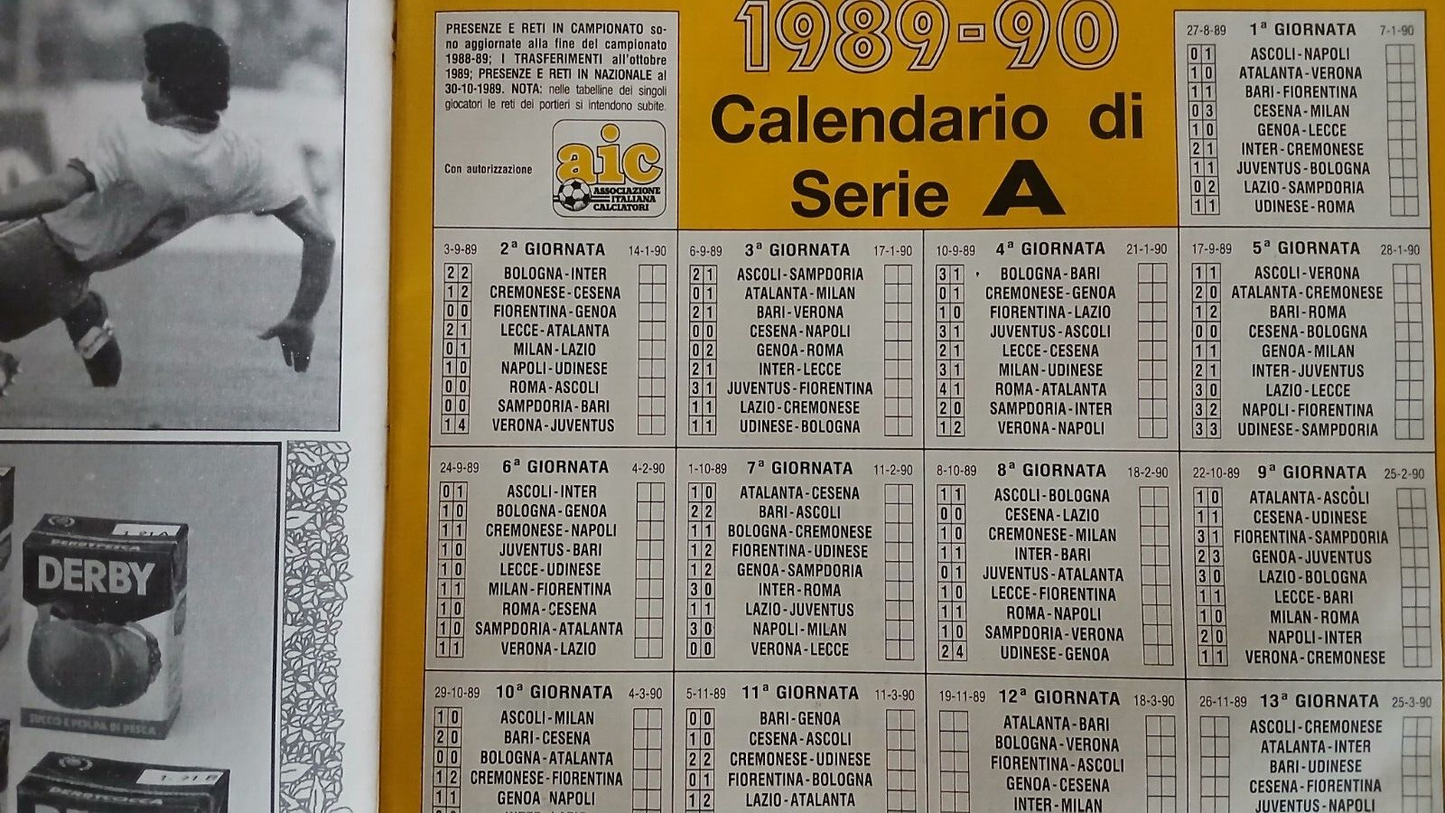 PRESENZE E RETI IN CAMPIONATO so-
no aggiornate alla fine del campionato
1988-89; I TRASFERIMENTI all'ottobre
1989; PRESENZE E RETI IN NAZIONALE al
30-10-1989. NOTA: nelle tabelline dei singoli
giocatori le reti dei portieri si intendono subite.
Con autorizzazione
aic
ASSOCIAZIONE
ITALIANA
CALCIATORI
1989-90
Calendario di
Serie A
27-8-89 1ª GIORNATA 7-1-90
0 1 ASCOLI-NAPOLI
1 0 ATALANTA-VERONA
1 1 BARI-FIORENTINA
0 3 CESENA-MILAN
1 0 GENOA-LECCE
2 1 INTER-CREMONESE
1 1 JUVENTUS-BOLOGNA
0 2 LAZIO-SAMPDORIA
1 1 UDINESE-ROMA
3-9-89 2ª GIORNATA 14-1-90
2 2 BOLOGNA-INTER
1 2 CREMONESE-CESENA
0 0 FIORENTINA-GENOA
2 1 LECCE-ATALANTA
0 1 MILAN-LAZIO
1 0 NAPOLI-UDINESE
0 0 ROMA-ASCOLI
0 0 SAMPDORIA-BARI
1 4 VERONA-JUVENTUS
6-9-89 3ª GIORNATA 17-1-90
2 1 ASCOLI-SAMPDORIA
0 1 ATALANTA-MILAN
2 1 BARI-VERONA
0 0 CESENA-NAPOLI
0 2 GENOA-ROMA
2 1 INTER-LECCE
3 1 JUVENTUS-FIORENTINA
1 1 LAZIO-CREMONESE
1 1 UDINESE-BOLOGNA
10-9-89 4ª GIORNATA 21-1-90
3 1 BOLOGNA-BARI
0 1 CREMONESE-GENOA
1 0 FIORENTINA-LAZIO
3 1 JUVENTUS-ASCOLI
2 1 LECCE-CESENA
3 1 MILAN-UDINESE
4 1 ROMA-ATALANTA
2 0 SAMPDORIA-INTER
1 2 VERONA-NAPOLI
17-9-89 5ª GIORNATA 28-1-90
1 1 ASCOLI-VERONA
2 0 ATALANTA-CREMONESE
1 2 BARI-ROMA
0 0 CESENA-BOLOGNA
1 1 GENOA-MILAN
2 1 INTER-JUVENTUS
3 0 LAZIO-LECCE
3 2 NAPOLI-FIORENTINA
3 3 UDINESE-SAMPDORIA
24-9-89 6ª GIORNATA 4-2-90
0 1 ASCOLI-INTER
1 0 BOLOGNA-GENOA
1 1 CREMONESE-NAPOLI
1 0 JUVENTUS-BARI
1 0 LECCE-UDINESE
1 1 MILAN-FIORENTINA
1 0 ROMA-CESENA
1 0 SAMPDORIA-ATALANTA
1 1 VERONA-LAZIO
1-10-89 7ª GIORNATA 11-2-90
1 0 ATALANTA-CESENA
2 2 BARI-ASCOLI
1 1 BOLOGNA-CREMONESE
1 2 FIORENTINA-UDINESE
1 2 GENOA-SAMPDORIA
3 0 INTER-ROMA
1 1 LAZIO-JUVENTUS
3 0 NAPOLI-MILAN
0 0 VERONA-LECCE
8-10-89 8ª GIORNATA 18-2-90
1 1 ASCOLI-BOLOGNA
0 0 CESENA-LAZIO
1 0 CREMONESE-MILAN
1 1 INTER-BARI
0 1 JUVENTUS-ATALANTA
1 0 LECCE-FIORENTINA
1 1 ROMA-NAPOLI
1 0 SAMPDORIA-VERONA
2 4 UDINESE-GENOA
22-10-89 9ª GIORNATA 25-2-90
1 0 ATALANTA-ASCOLI
1 1 CESENA-UDINESE
3 1 FIORENTINA-SAMPDORIA
2 3 GENOA-JUVENTUS
3 0 LAZIO-BOLOGNA
1 1 LECCE-BARI
1 0 MILAN-ROMA
2 0 NAPOLI-INTER
1 1 VERONA-CREMONESE
29-10-89 10ª GIORNATA 4-3-90
1 0 ASCOLI-MILAN
2 0 BARI-CESENA
0 0 BOLOGNA-ATALANTA
1 2 CREMONESE-FIORENTINA
1 1 GENOA NAPOLI
5-11-89 11ª GIORNATA 11-3-90
0 0 BARI-GENOA
1 0 CESENA-ASCOLI
2 2 CREMONESE-UDINESE
0 1 FIORENTINA-BOLOGNA
1 2 LAZIO-ATALANTA
19-11-89 12ª GIORNATA 18-3-90
ATALANTA-BARI
BOLOGNA-VERONA
FIORENTINA-ASCOLI
GENOA-CESENA
INTER-MILAN
26-11-89 13ª GIORNATA 25-3-90
ASCOLI-CREMONESE
ATALANTA-INTER
BARI-UDINESE
CESENA-FIORENTINA
JUVENTUS-NAPOLI
DERBYPESCA
DERBY
SUCCO E POLPA DI PESCA
DERBYCOCCA